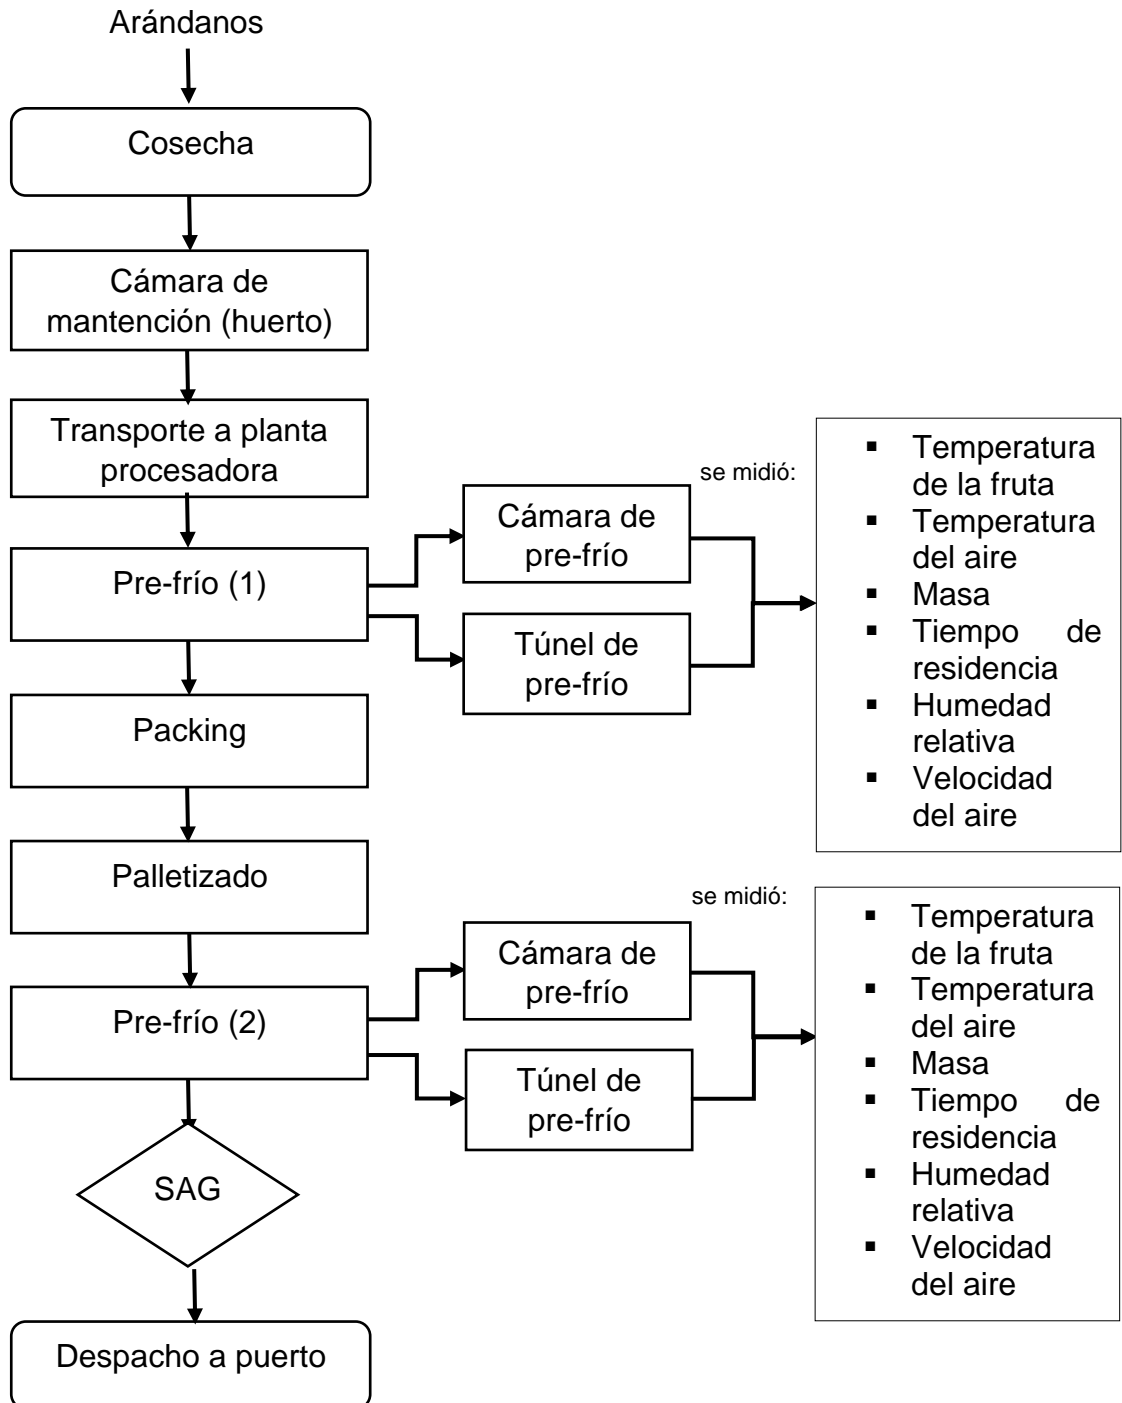 Arándanos
Cosecha
Cámara de
mantención (huerto)
Transporte a planta
procesadora
Pre-frío (1)
Cámara de
pre-frío
Túnel de
pre-frío
se midió:
▪ Temperatura
de la fruta
▪ Temperatura
del aire
▪ Masa
▪ Tiempo de
residencia
▪ Humedad
relativa
▪ Velocidad
del aire
Packing
Palletizado
Pre-frío (2)
Cámara de
pre-frío
Túnel de
pre-frío
se midió:
▪ Temperatura
de la fruta
▪ Temperatura
del aire
▪ Masa
▪ Tiempo de
residencia
▪ Humedad
relativa
▪ Velocidad
del aire
SAG
Despacho a puerto